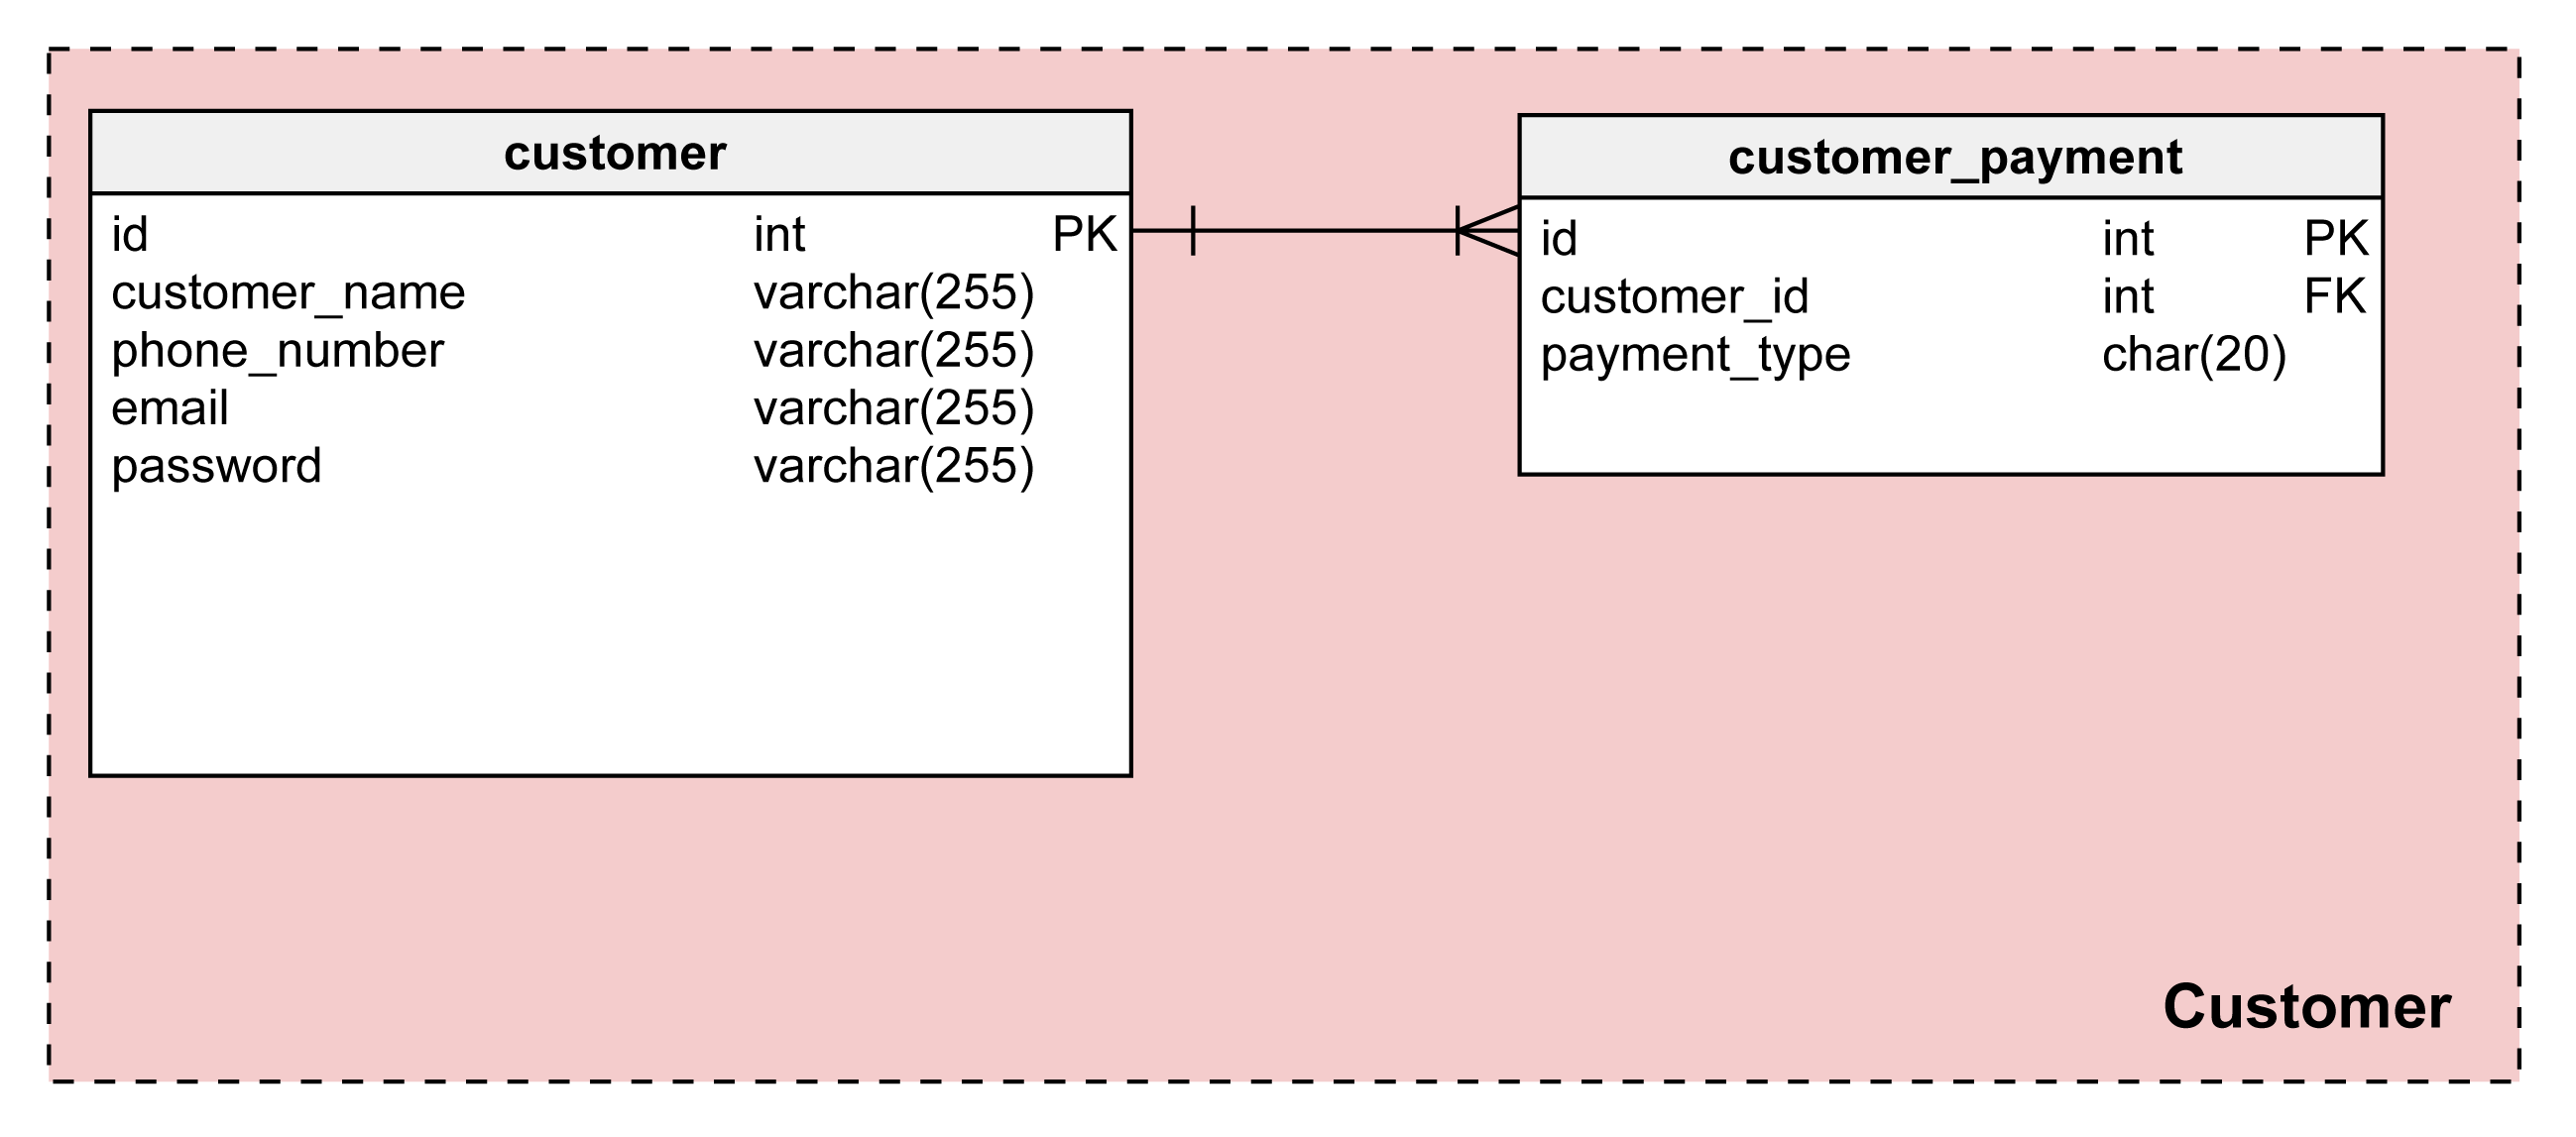 customer
id int PK
customer_name varchar(255)
phone_number varchar(255)
email varchar(255)
password varchar(255)
customer_payment
id int PK
customer_id int FK
payment_type char(20)
Customer